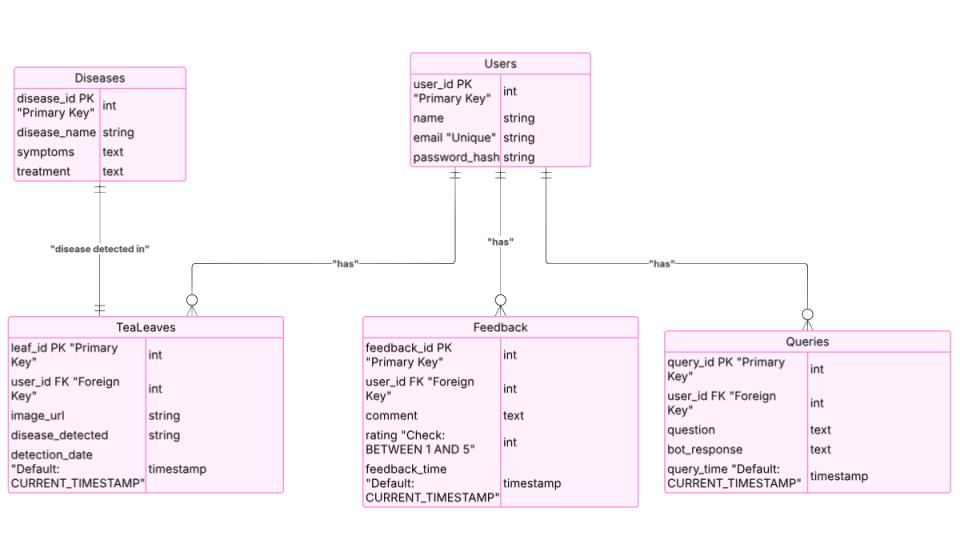 Diseases
disease_id PK
"Primary Key"
int
disease_name
string
symptoms
text
treatment
text
Users
user_id PK
"Primary Key"
int
name
string
email "Unique"
string
password_hash
string
"disease detected in"
"has"
"has"
"has"
TeaLeaves
leaf_id PK "Primary
Key"
int
user_id FK "Foreign
Key"
int
image_url
string
disease_detected
string
detection_date
"Default:
CURRENT_TIMESTAMP"
timestamp
Feedback
feedback_id PK
"Primary Key"
int
user_id FK "Foreign
Key"
int
comment
text
rating "Check:
BETWEEN 1 AND 5"
int
feedback_time
"Default:
CURRENT_TIMESTAMP"
timestamp
Queries
query_id PK "Primary
Key"
int
user_id FK "Foreign
Key"
int
question
text
bot_response
text
query_time "Default:
CURRENT_TIMESTAMP"
timestamp